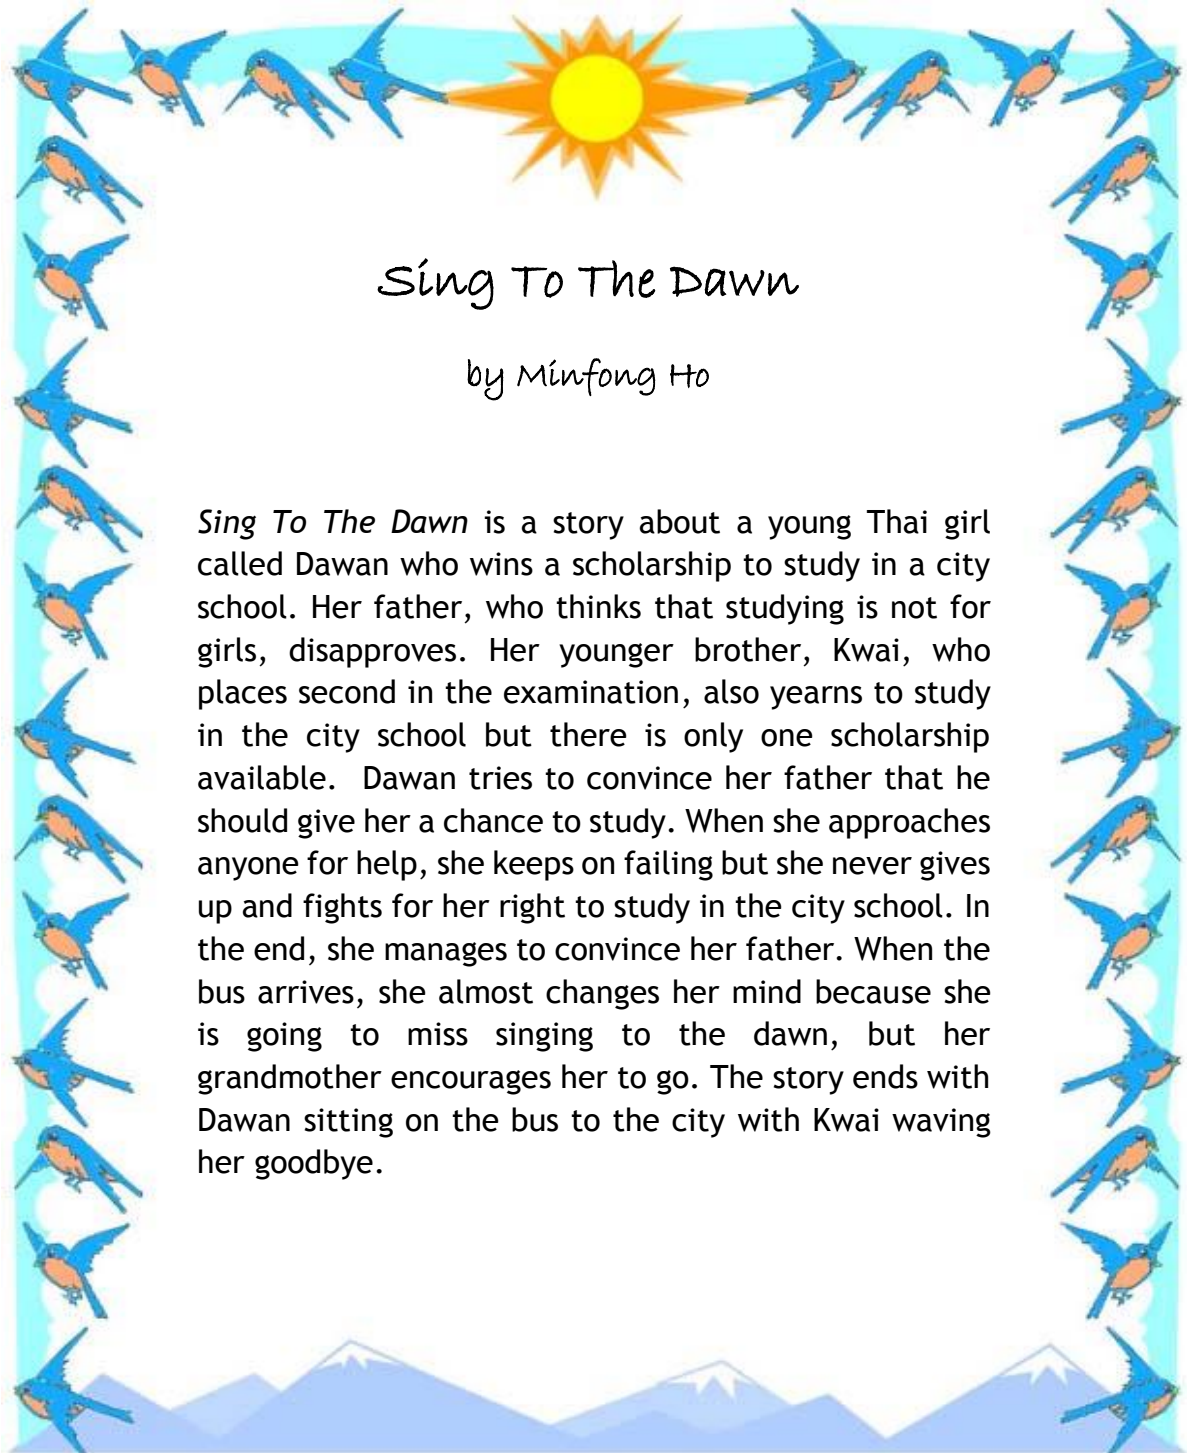 Sing To The Dawn
by Minfong Ho
Sing To The Dawn is a story about a young Thai girl
called Dawan who wins a scholarship to study in a city
school. Her father, who thinks that studying is not for
girls, disapproves. Her younger brother, Kwai, who
places second in the examination, also yearns to study
in the city school but there is only one scholarship
available.  Dawan tries to convince her father that he
should give her a chance to study. When she approaches
anyone for help, she keeps on failing but she never gives
up and fights for her right to study in the city school. In
the end, she manages to convince her father. When the
bus arrives, she almost changes her mind because she
is going to miss singing to the dawn, but her
grandmother encourages her to go. The story ends with
Dawan sitting on the bus to the city with Kwai waving
her goodbye.